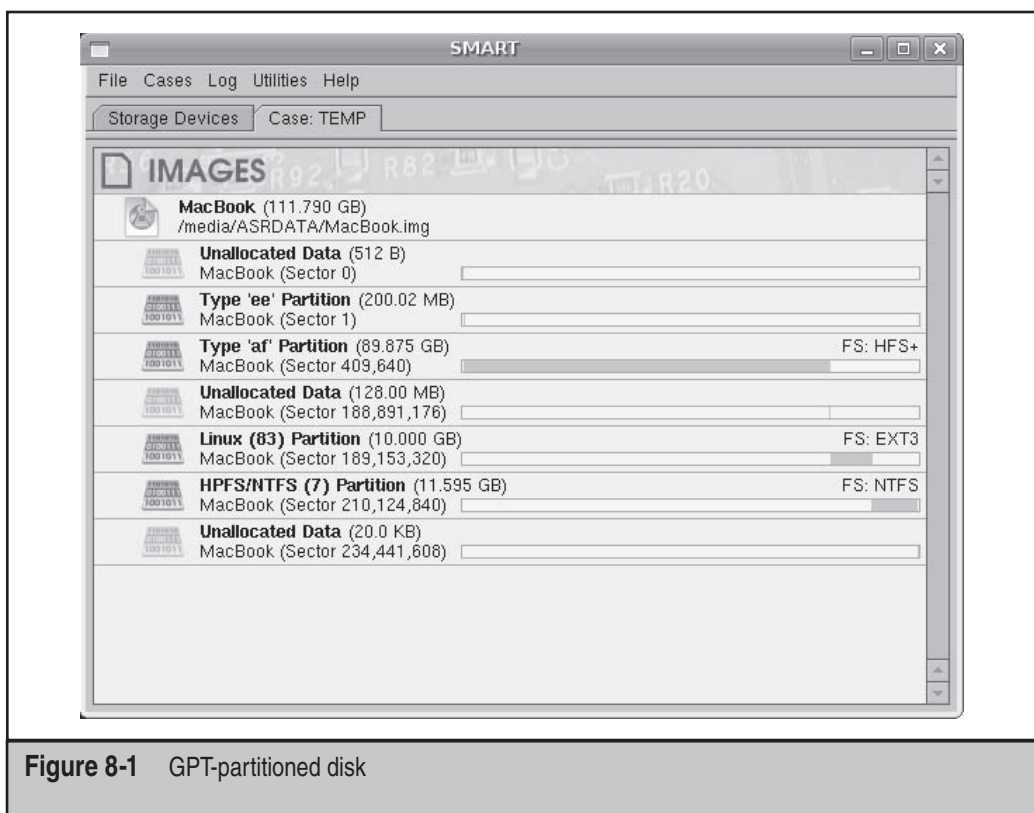 SMART
File Cases Log Utilities Help
Storage Devices
Case: TEMP
IMAGES
R92
R82
R20
MacBook (111.790 GB)
/media/ASRDATA/MacBook.img
Unallocated Data (512 B)
MacBook (Sector 0)
Type 'ee' Partition (200.02 MB)
MacBook (Sector 1)
Type 'af' Partition (89.875 GB)
FS: HFS+
MacBook (Sector 409,640)
Unallocated Data (128.00 MB)
MacBook (Sector 188,891,176)
Linux (83) Partition (10.000 GB)
FS: EXT3
MacBook (Sector 189,153,320)
HPFS/NTFS (7) Partition (11.595 GB)
FS: NTFS
MacBook (Sector 210,124,840)
Unallocated Data (20.0 KB)
MacBook (Sector 234,441,608)
Figure 8-1 GPT-partitioned disk